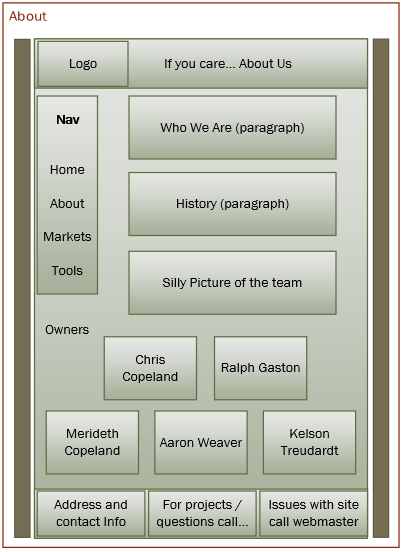 About
Logo
If you care... About Us
Nav
Home
About
Markets
Tools
Who We Are (paragraph)
History (paragraph)
Silly Picture of the team
Owners
Chris
Copeland
Ralph Gaston
Merideth
Copeland
Aaron Weaver
Kelson
Treudardt
Address and
contact Info
For projects /
questions call...
Issues with site
call webmaster